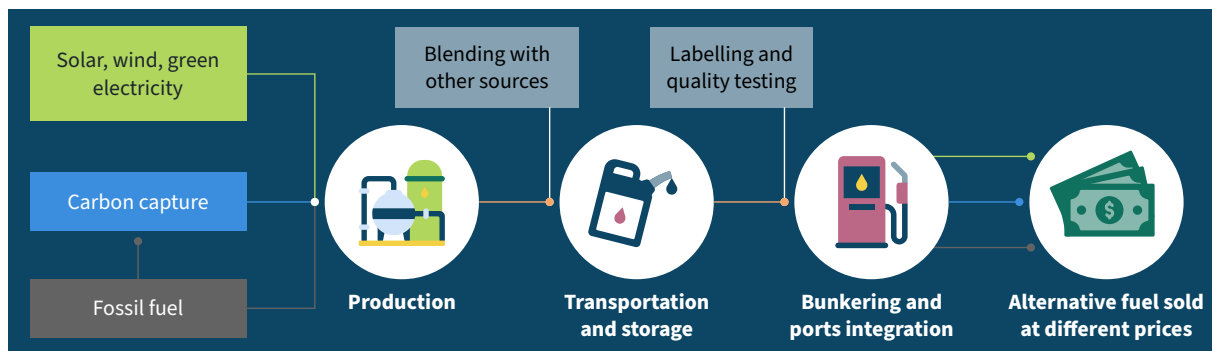 Solar, wind, green
electricity
Carbon capture
Fossil fuel
Blending with
other sources
Labelling and
quality testing
Production
Transportation
and storage
Bunkering and
ports integration
$
Alternative fuel sold
at different prices